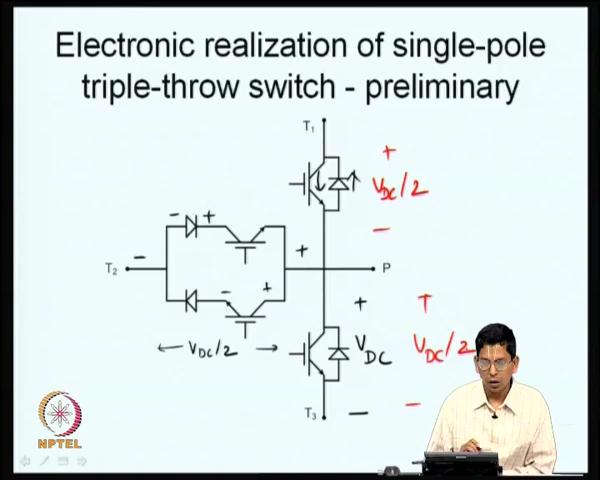 Electronic realization of single-pole
triple-throw switch - preliminary
T1
+
VDC/2
−
− +
T2
−
+
P
− +
← VDC/2 →
+
VDC
−
+
VDC/2
−
T3
NPTEL